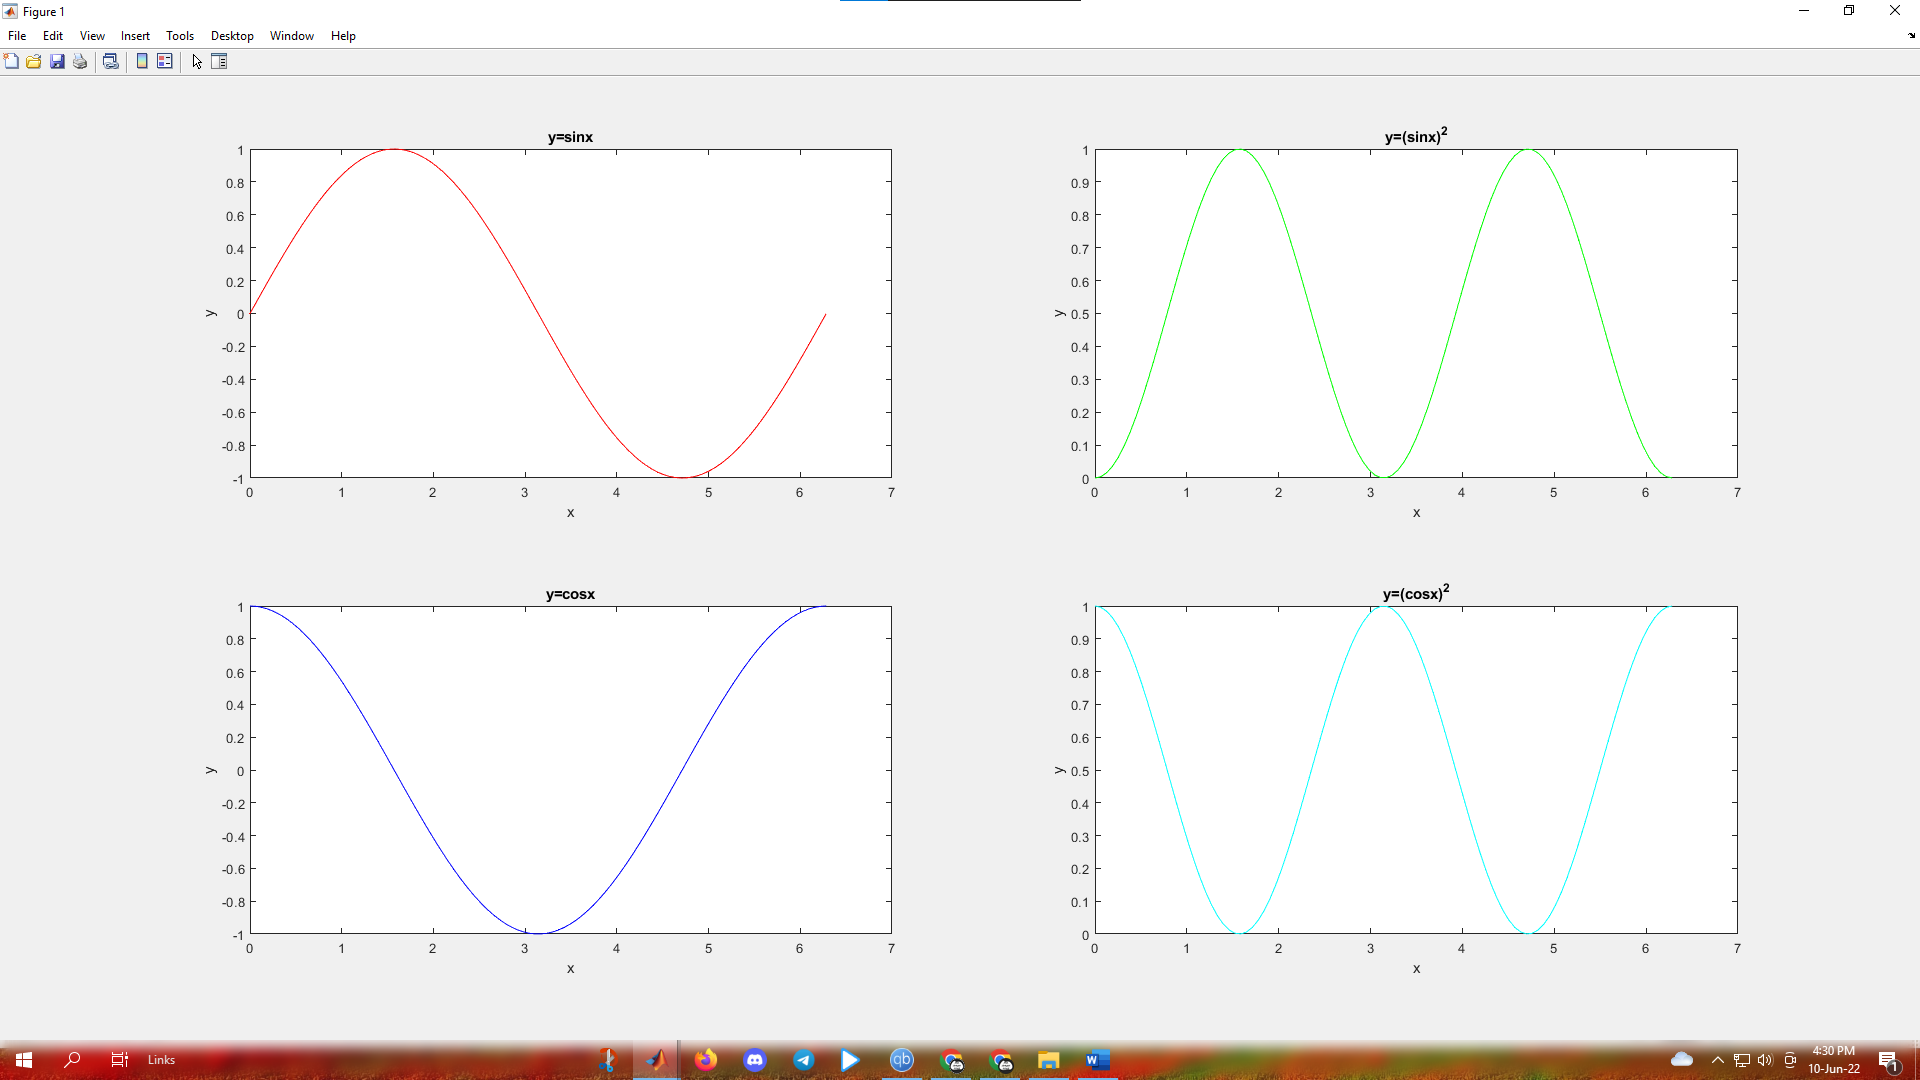 Figure 1
File Edit View Insert Tools Desktop Window Help
y=sinx
1
0.8
0.6
0.4
0.2
0
-0.2
-0.4
-0.6
-0.8
-1
y
0 1 2 3 4 5 6 7
x
y=(sinx)²
1
0.9
0.8
0.7
0.6
0.5
0.4
0.3
0.2
0.1
0
y
0 1 2 3 4 5 6 7
x
y=cosx
1
0.8
0.6
0.4
0.2
0
-0.2
-0.4
-0.6
-0.8
-1
y
0 1 2 3 4 5 6 7
x
y=(cosx)²
1
0.9
0.8
0.7
0.6
0.5
0.4
0.3
0.2
0.1
0
y
0 1 2 3 4 5 6 7
x
Links
qb
W
4:30 PM
10-Jun-22
1